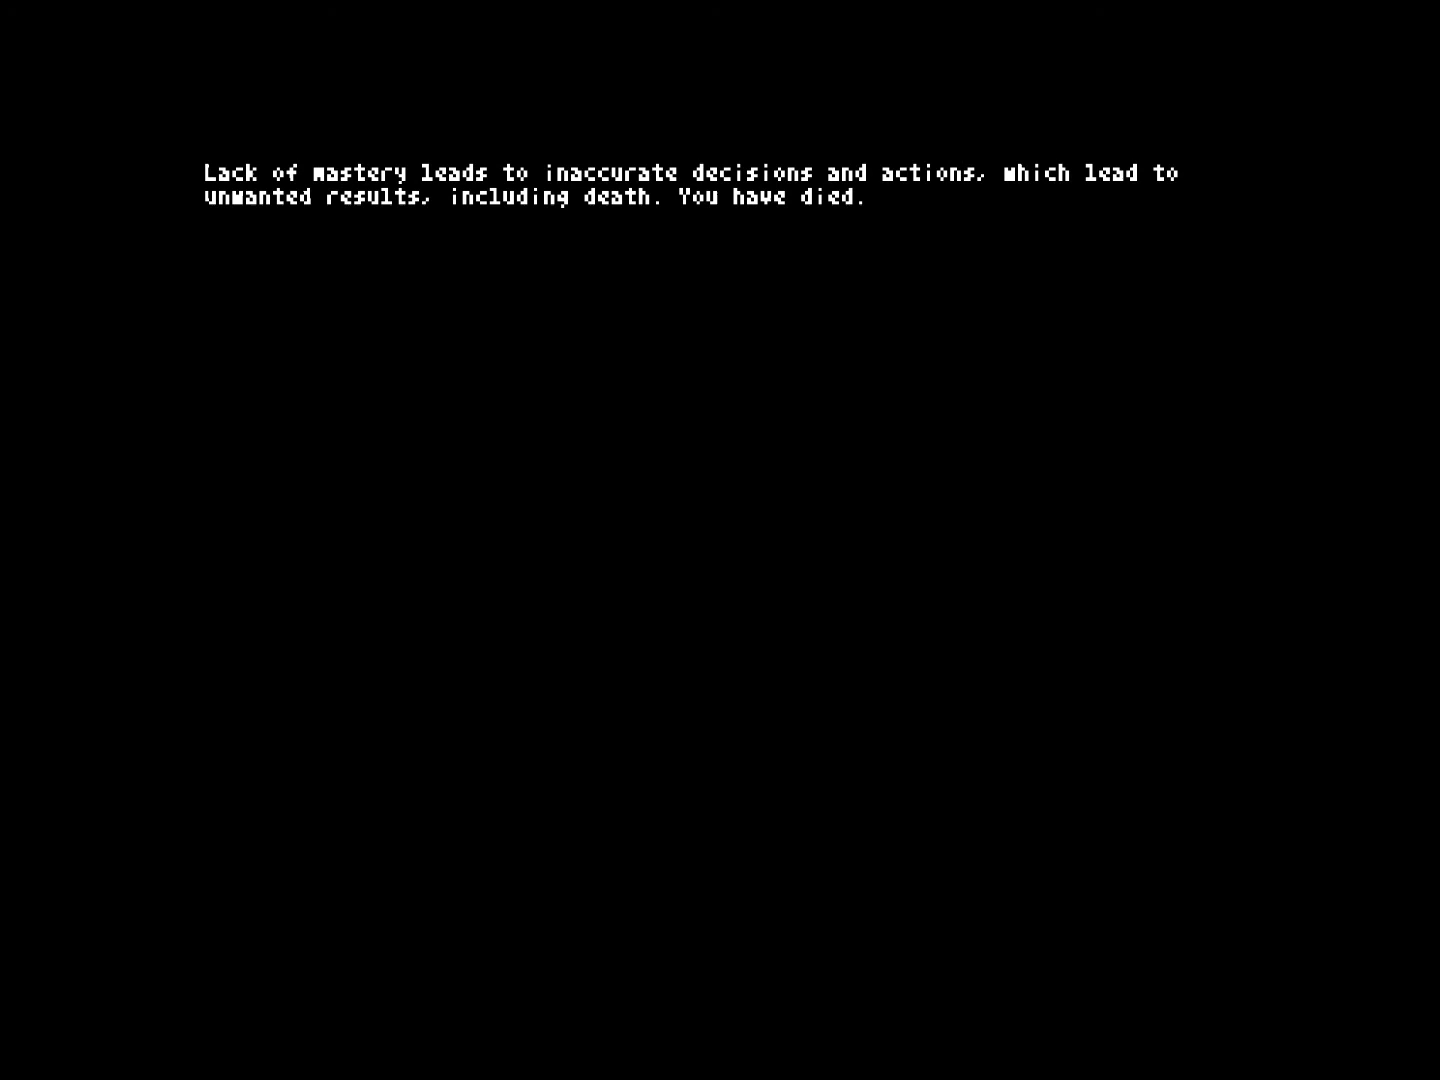 Lack of mastery leads to inaccurate decisions and actions, which lead to
unwanted results, including death. You have died.